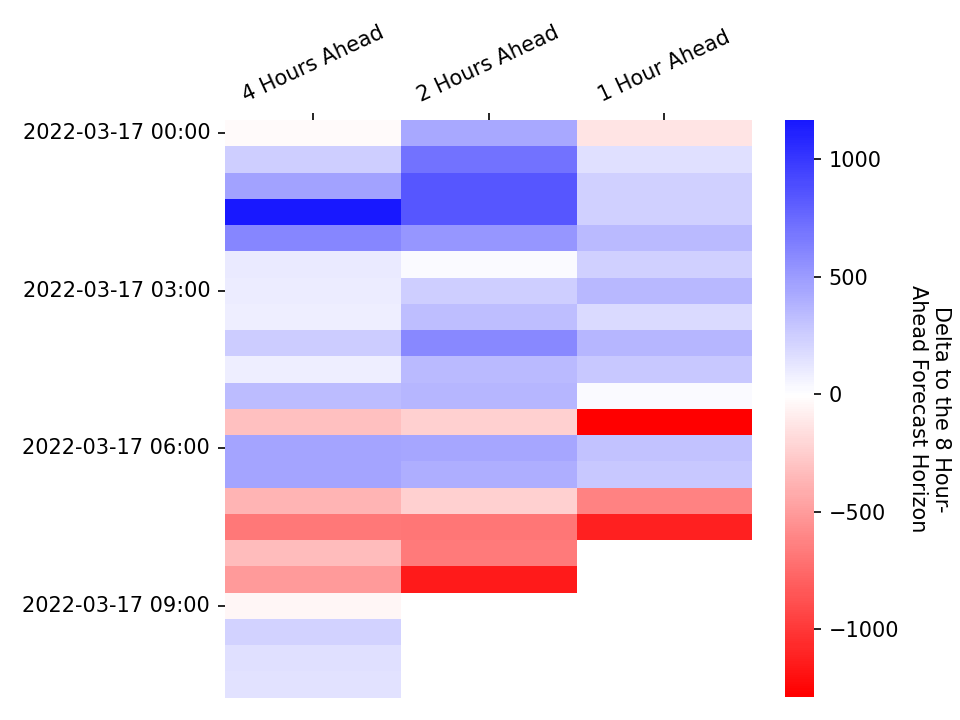 4 Hours Ahead
2 Hours Ahead
1 Hour Ahead
2022-03-17 00:00
2022-03-17 03:00
2022-03-17 06:00
2022-03-17 09:00
1000
500
0
−500
−1000
Delta to the 8 Hour-
Ahead Forecast Horizon